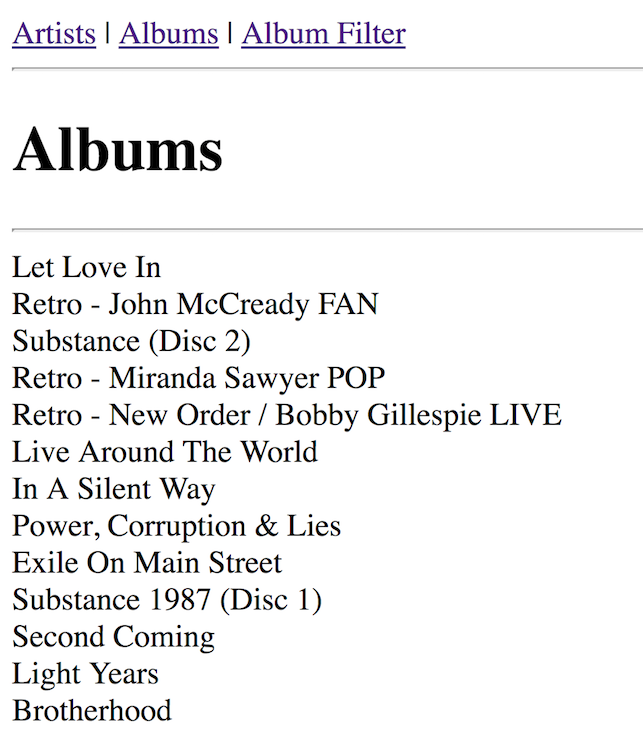 Artists | Albums | Album Filter
Albums
Let Love In
Retro - John McCready FAN
Substance (Disc 2)
Retro - Miranda Sawyer POP
Retro - New Order / Bobby Gillespie LIVE
Live Around The World
In A Silent Way
Power, Corruption & Lies
Exile On Main Street
Substance 1987 (Disc 1)
Second Coming
Light Years
Brotherhood